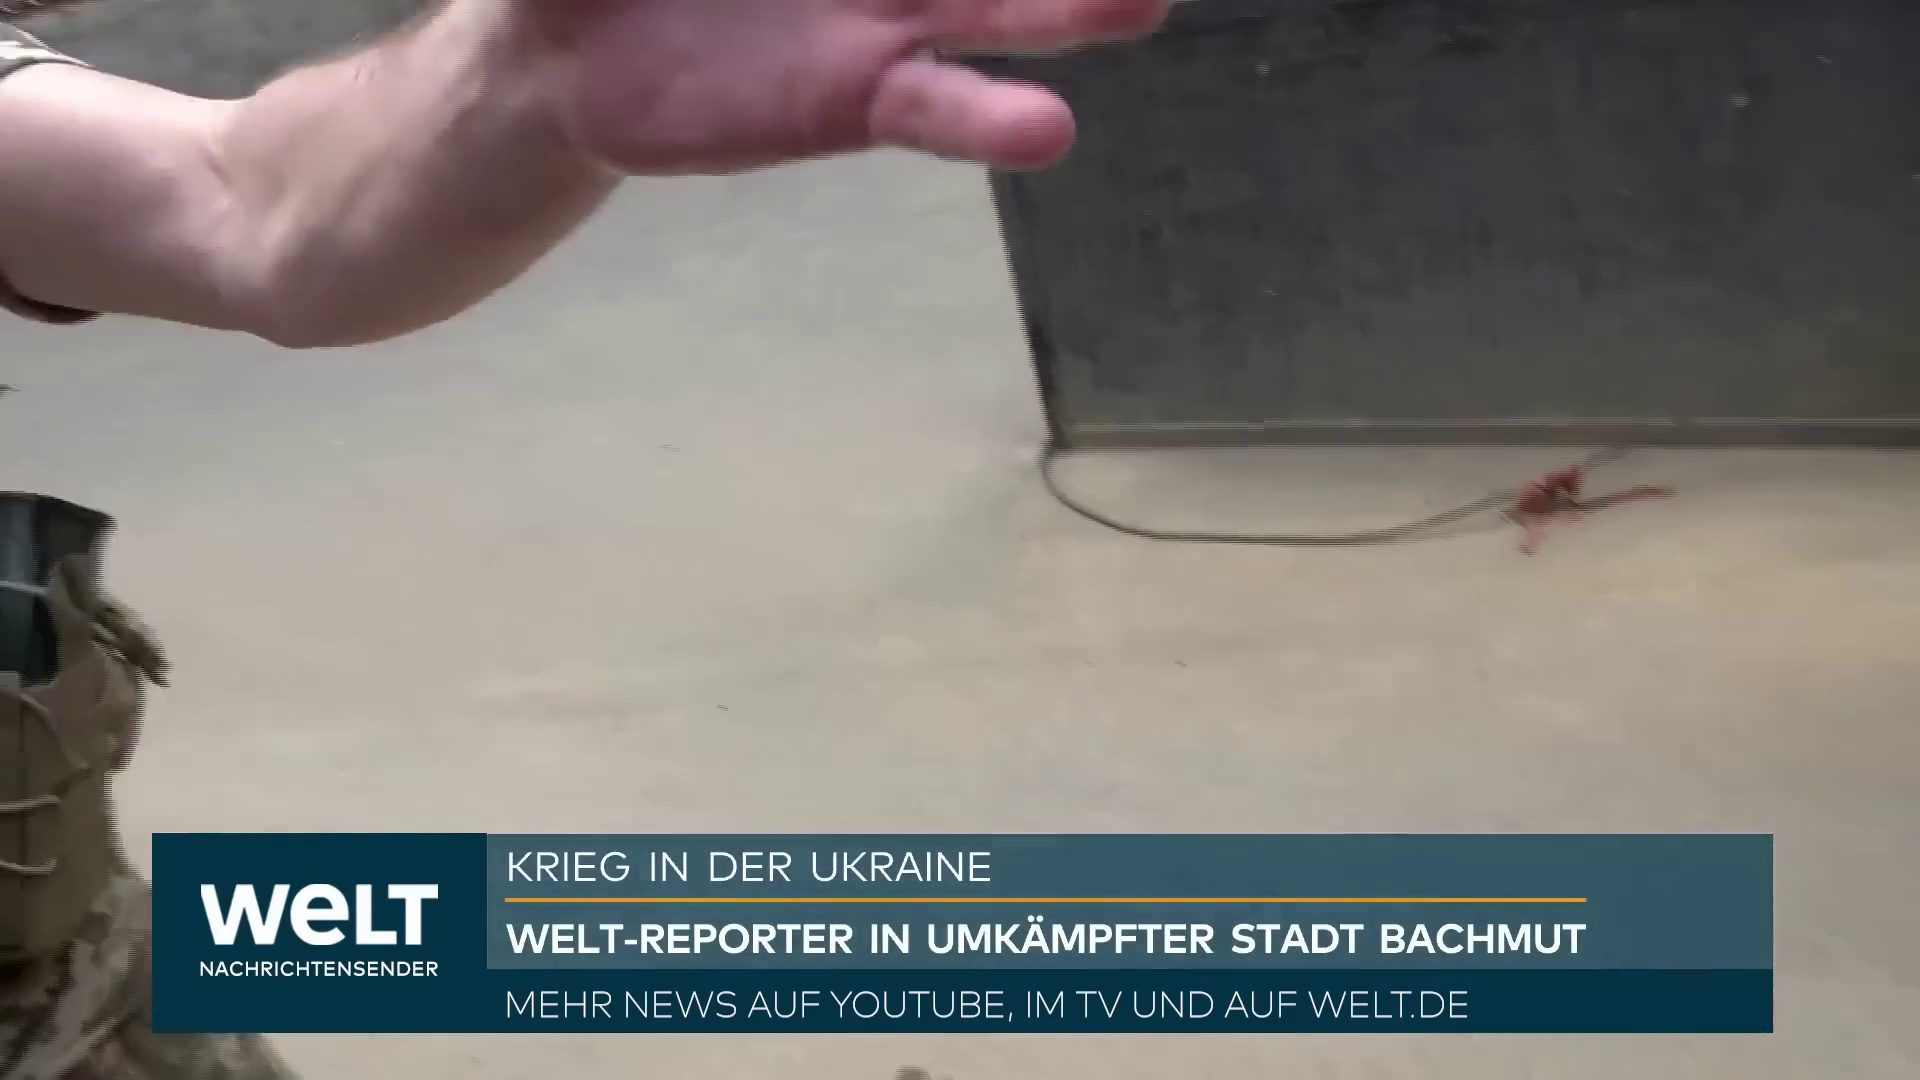 KRIEG IN DER UKRAINE
WELT
NACHRICHTENSENDER
WELT-REPORTER IN UMKÄMPFTER STADT BACHMUT
MEHR NEWS AUF YOUTUBE, IM TV UND AUF WELT.DE